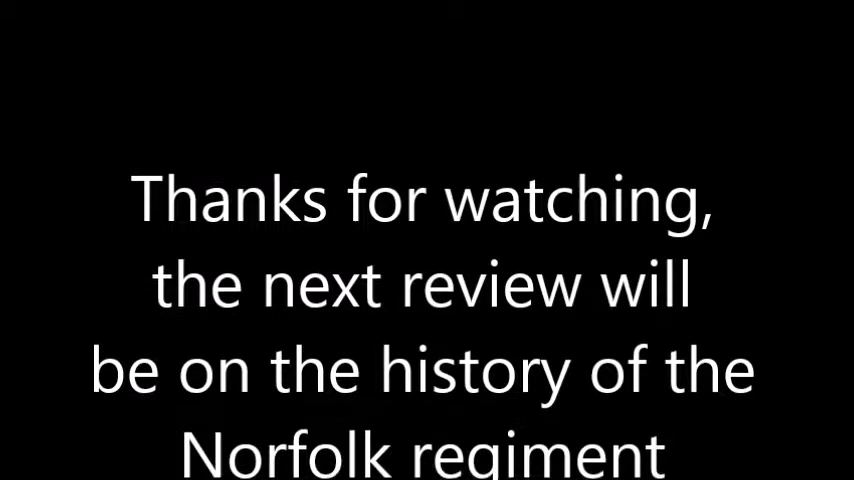 Thanks for watching,
the next review will
be on the history of the
Norfolk regiment